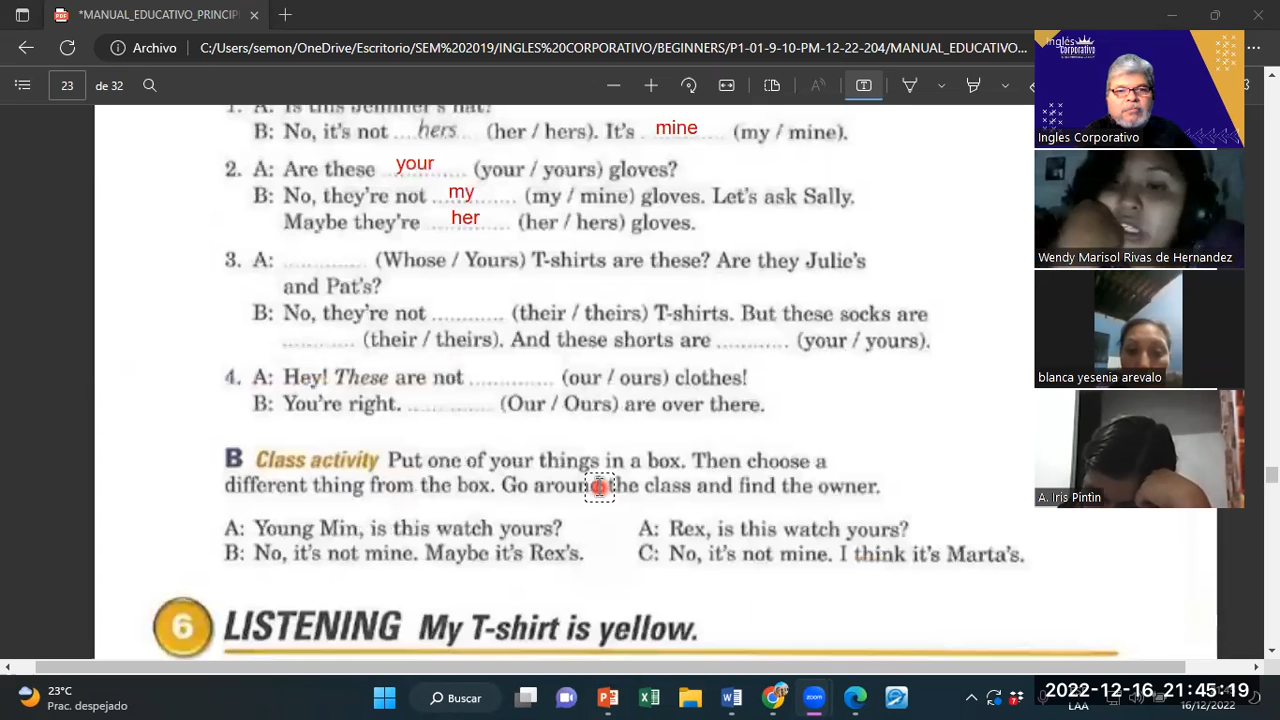 *MANUAL_EDUCATIVO_PRINCIPI
Archivo
C:/Users/semon/OneDrive/Escritorio/SEM%202019/INGLES%20CORPORATIVO/BEGINNERS/P1-01-9-10-PM-12-22-204/MANUAL_EDUCATIVO...
23 de 32
B: No, it's not hers (her / hers). It's mine (my / mine).
2. A: Are these your (your / yours) gloves?
B: No, they're not my (my / mine) gloves. Let's ask Sally.
Maybe they're her (her / hers) gloves.
3. A: ............ (Whose / Yours) T-shirts are these? Are they Julie's
and Pat's?
B: No, they're not ............ (their / theirs) T-shirts. But these socks are
............ (their / theirs). And these shorts are ............ (your / yours).
4. A: Hey! These are not ............ (our / ours) clothes!
B: You're right. ............ (Our / Ours) are over there.
B Class activity Put one of your things in a box. Then choose a
different thing from the box. Go around the class and find the owner.
A: Young Min, is this watch yours?
B: No, it's not mine. Maybe it's Rex's.
A: Rex, is this watch yours?
C: No, it's not mine. I think it's Marta's.
6 LISTENING My T-shirt is yellow.
Inglés
Corporativo
Ingles Corporativo
Wendy Marisol Rivas de Hernandez
blanca yesenia arevalo
A. Iris Pintin
23°C
Prac. despejado
Buscar
LAA
16/12/2022
2022-12-16 21:45:19